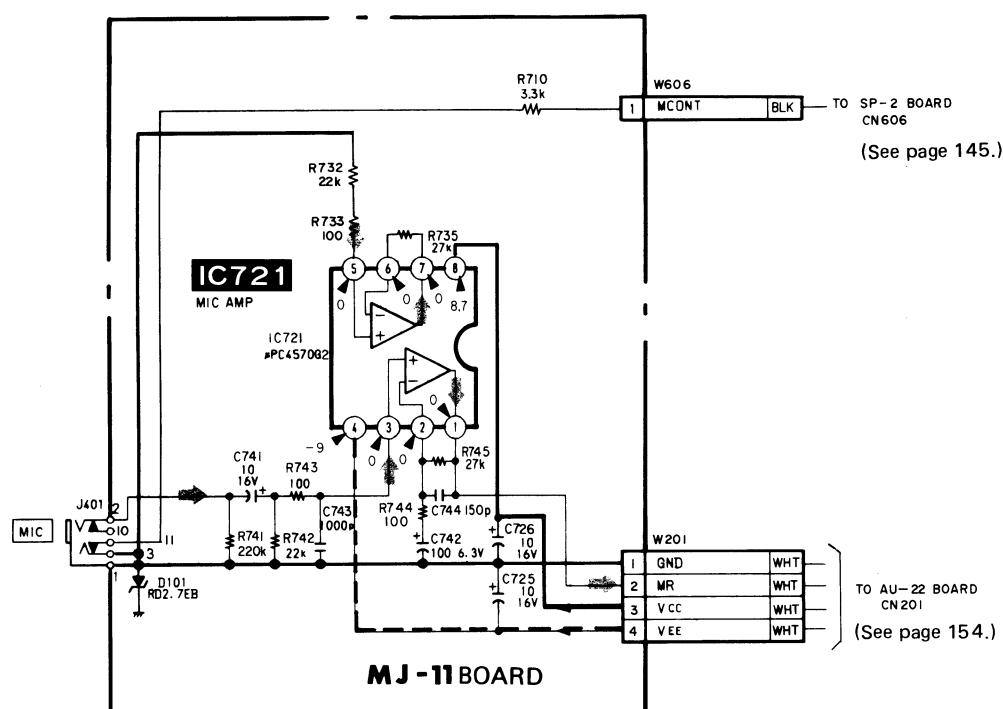 R710
3.3k
W606
1 MCONT BLK
TO SP-2 BOARD
CN606
(See page 145.)
R732
22k
R733
100
R735
27k
5 6 7 8
0 0 0 8.7
IC721
MIC AMP
IC721
µPC4570G2
- + + -
0
4 3 2 1
-9 0 0
R745
27k
C741
10
16V
+
R743
100
C743
1000p
R744
100
C744 150p
J401
MIC
2
10
11
3
1
R741
220k
R742
22k
+
C742
100 6.3V
+
C726
10
16V
+
C725
10
16V
D101
RD2.7EB
W201
1 GND WHT
2 MR WHT
3 VCC WHT
4 VEE WHT
TO AU-22 BOARD
CN201
(See page 154.)
MJ-11 BOARD